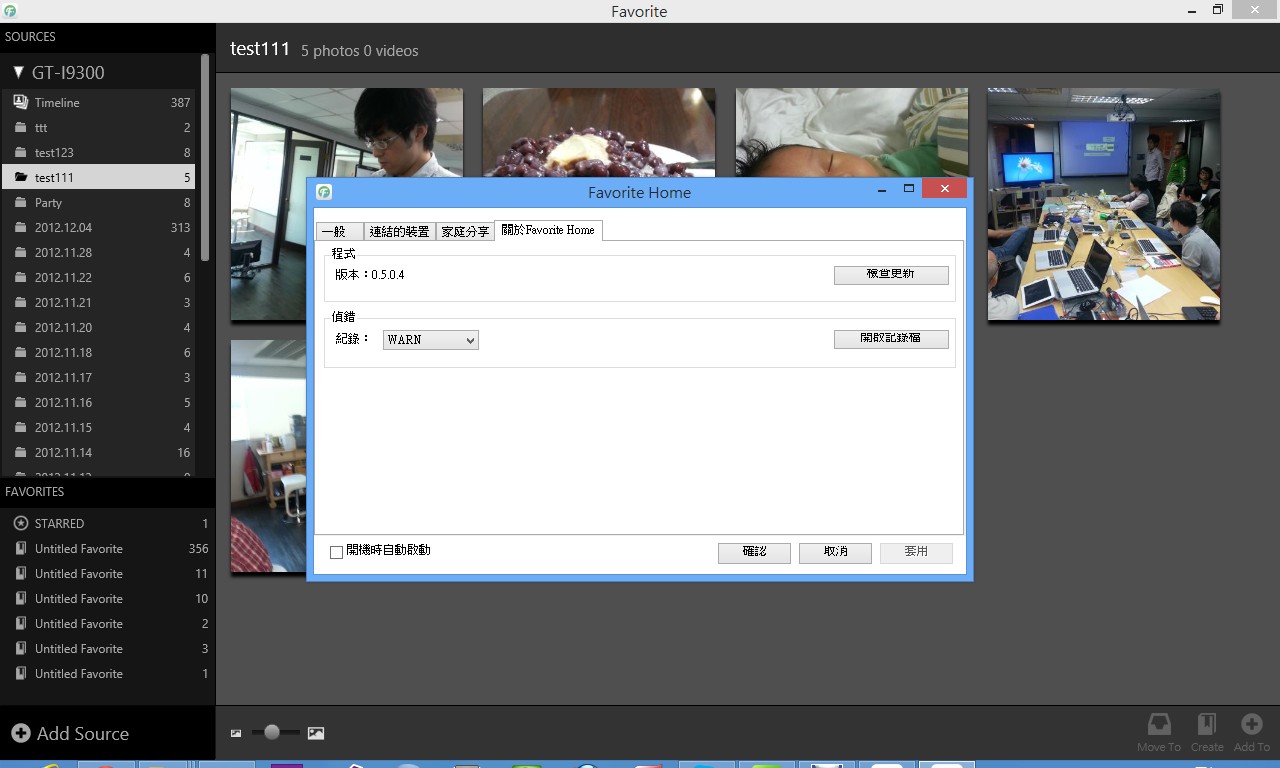 Favorite
SOURCES
test111 5 photos 0 videos
GT-I9300
Timeline 387
ttt 2
test123 8
test111 5
Party 8
2012.12.04 313
2012.11.28 4
2012.11.22 6
2012.11.21 3
2012.11.20 4
2012.11.18 6
2012.11.17 3
2012.11.16 5
2012.11.15 4
2012.11.14 16
FAVORITES
STARRED 1
Untitled Favorite 356
Untitled Favorite 11
Untitled Favorite 10
Untitled Favorite 2
Untitled Favorite 3
Untitled Favorite 1
Add Source
Favorite Home
一般 連結的裝置 家庭分享 關於Favorite Home
程式
版本：0.5.0.4 檢查更新
偵錯
紀錄： WARN 開啟記錄檔
開機時自動啟動 確認 取消 套用
Move To Create Add To